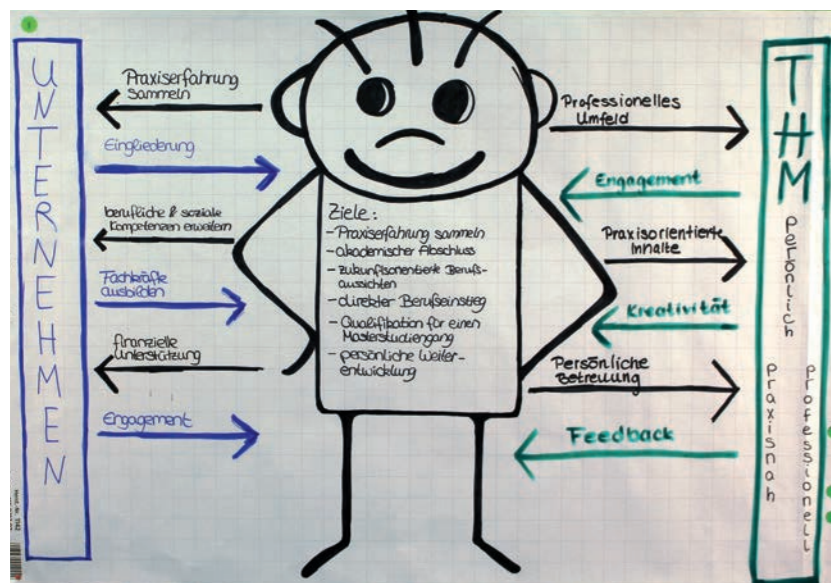 UNTERNEHMEN
Praxiserfahrung
sammeln
Eingliederung
berufliche & soziale
Kompetenzen erweitern
Fachkräfte
ausbilden
finanzielle
Unterstützung
Engagement
Ziele:
- Praxiserfahrung sammeln
- akademischer Abschluss
- zukunftsorientierte Berufs-
aussichten
- direkter Berufseinstieg
- Qualifikation für einen
Masterstudiengang
- persönliche Weiter-
entwicklung
Professionelles
Umfeld
Engagement
Praxisorientierte
Inhalte
Kreativität
Persönliche
Betreuung
Feedback
THM
persönlich
praxisnah
professionell